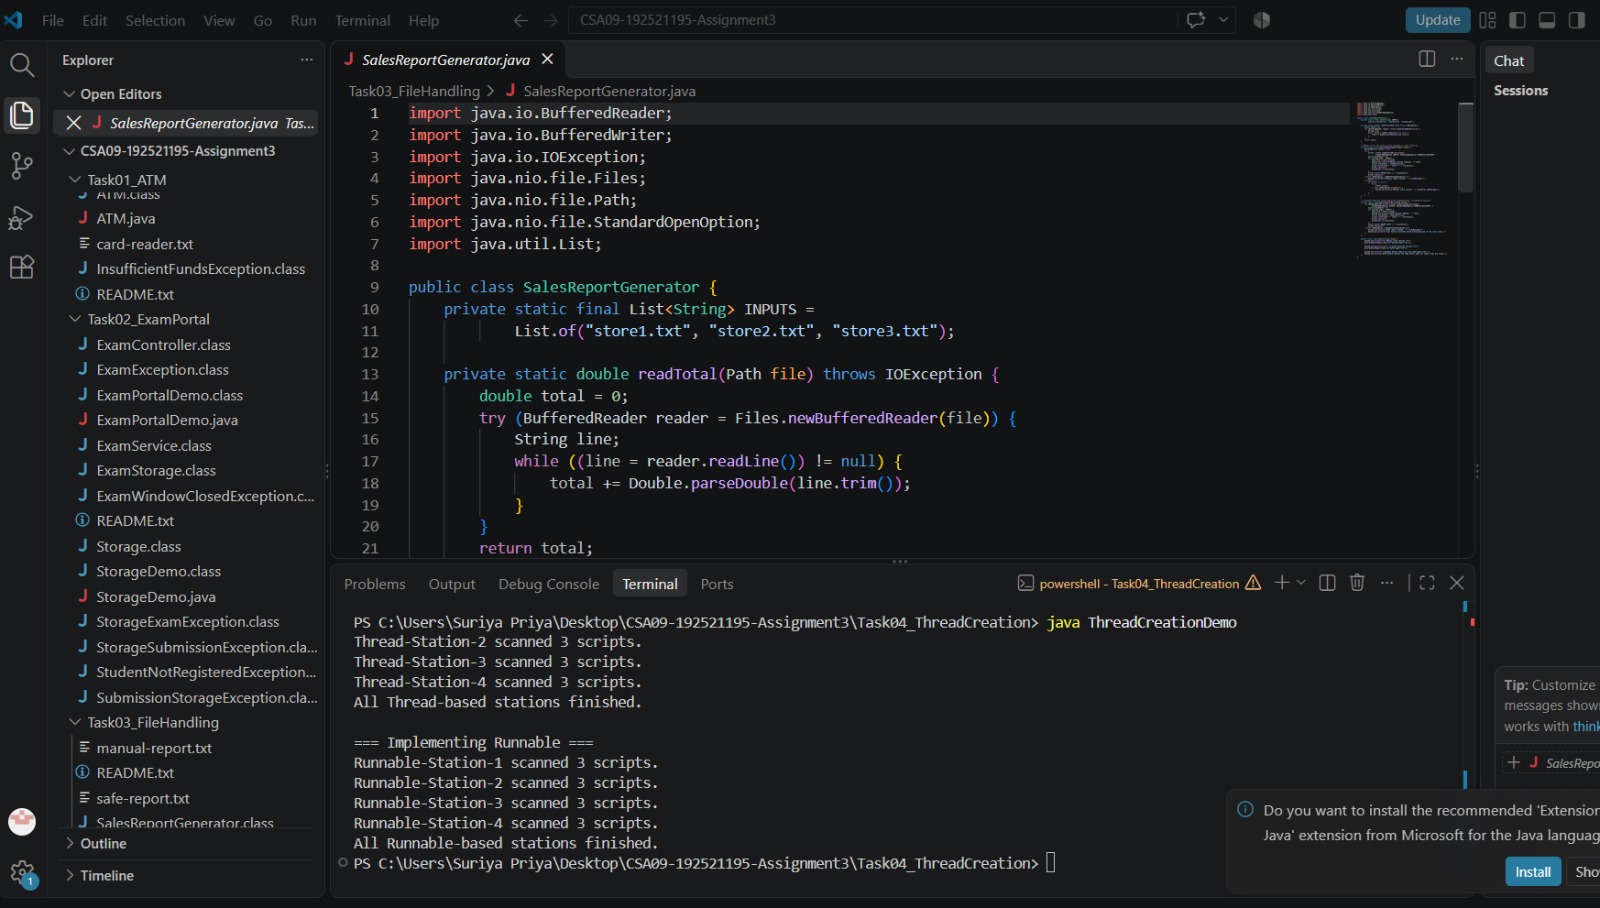 File Edit Selection View Go Run Terminal Help
CSA09-192521195-Assignment3
Update
Explorer
Open Editors
SalesReportGenerator.java Tas...
CSA09-192521195-Assignment3
Task01_ATM
ATM.class
ATM.java
card-reader.txt
InsufficientFundsException.class
README.txt
Task02_ExamPortal
ExamController.class
ExamException.class
ExamPortalDemo.class
ExamPortalDemo.java
ExamService.class
ExamStorage.class
ExamWindowClosedException.c...
README.txt
Storage.class
StorageDemo.class
StorageDemo.java
StorageExamException.class
StorageSubmissionException.cla...
StudentNotRegisteredException...
SubmissionStorageException.cla...
Task03_FileHandling
manual-report.txt
README.txt
safe-report.txt
SalesReportGenerator.class
Outline
Timeline
1
SalesReportGenerator.java
Task03_FileHandling > SalesReportGenerator.java
1 import java.io.BufferedReader;
2 import java.io.BufferedWriter;
3 import java.io.IOException;
4 import java.nio.file.Files;
5 import java.nio.file.Path;
6 import java.nio.file.StandardOpenOption;
7 import java.util.List;
8
9 public class SalesReportGenerator {
10 private static final List<String> INPUTS =
11 List.of("store1.txt", "store2.txt", "store3.txt");
12
13 private static double readTotal(Path file) throws IOException {
14 double total = 0;
15 try (BufferedReader reader = Files.newBufferedReader(file)) {
16 String line;
17 while ((line = reader.readLine()) != null) {
18 total += Double.parseDouble(line.trim());
19 }
20 }
21 return total;
Problems Output Debug Console Terminal Ports
powershell - Task04_ThreadCreation
PS C:\Users\Suriya Priya\Desktop\CSA09-192521195-Assignment3\Task04_ThreadCreation> java ThreadCreationDemo
Thread-Station-2 scanned 3 scripts.
Thread-Station-3 scanned 3 scripts.
Thread-Station-4 scanned 3 scripts.
All Thread-based stations finished.
=== Implementing Runnable ===
Runnable-Station-1 scanned 3 scripts.
Runnable-Station-2 scanned 3 scripts.
Runnable-Station-3 scanned 3 scripts.
Runnable-Station-4 scanned 3 scripts.
All Runnable-based stations finished.
PS C:\Users\Suriya Priya\Desktop\CSA09-192521195-Assignment3\Task04_ThreadCreation>
Chat
Sessions
Tip: Customize
messages shown
works with think
SalesRepo
Do you want to install the recommended 'Extension
Java' extension from Microsoft for the Java languag
Install Sho